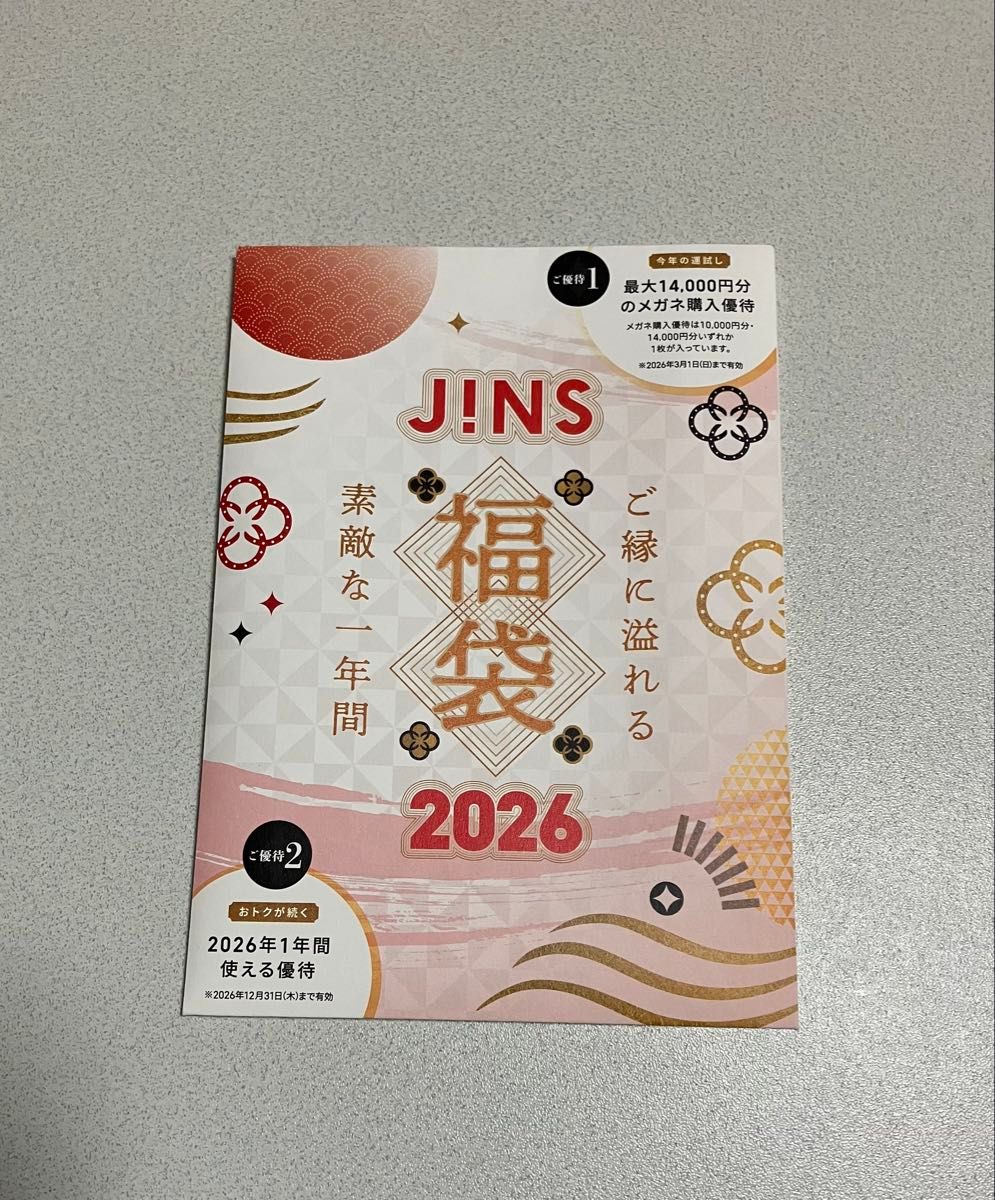 ご優待1
今年の運試し
最大14,000円分
のメガネ購入優待
メガネ購入優待は10,000円分・
14,000円分いずれか
1枚が入っています。
※2026年3月1日(日)まで有効
J!NS
ご縁に溢れる
福袋
素敵な一年間
2026
ご優待2
おトクが続く
2026年1年間
使える優待
※2026年12月31日(木)まで有効